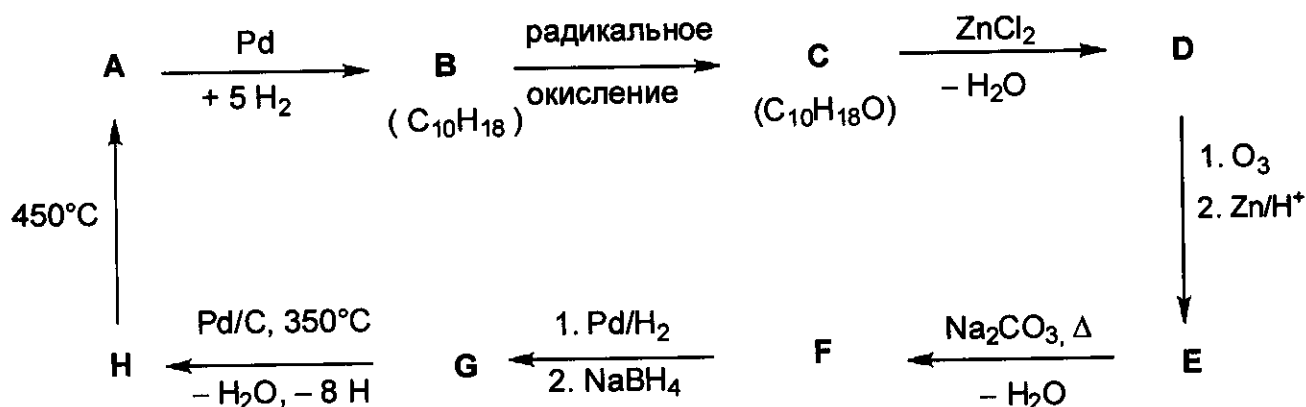 A
Pd
+ 5 H₂
B
(C₁₀H₁₈)
радикальное
окисление
C
(C₁₀H₁₈O)
ZnCl₂
– H₂O
D
1. O₃
2. Zn/H⁺
E
Na₂CO₃, Δ
– H₂O
F
1. Pd/H₂
2. NaBH₄
G
Pd/C, 350°C
– H₂O, – 8 H
H
450°C